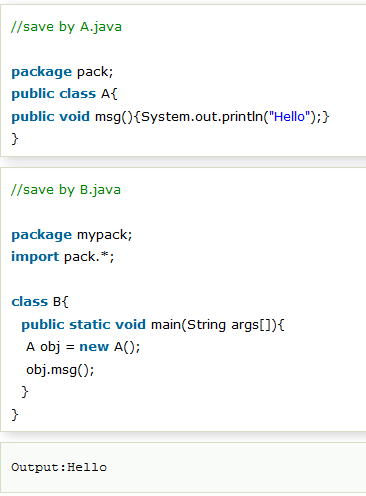 //save by A.java
package pack;
public class A{
public void msg(){System.out.println("Hello");}
}
//save by B.java
package mypack;
import pack.*;
class B{
  public static void main(String args[]){
   A obj = new A();
   obj.msg();
  }
}
Output:Hello